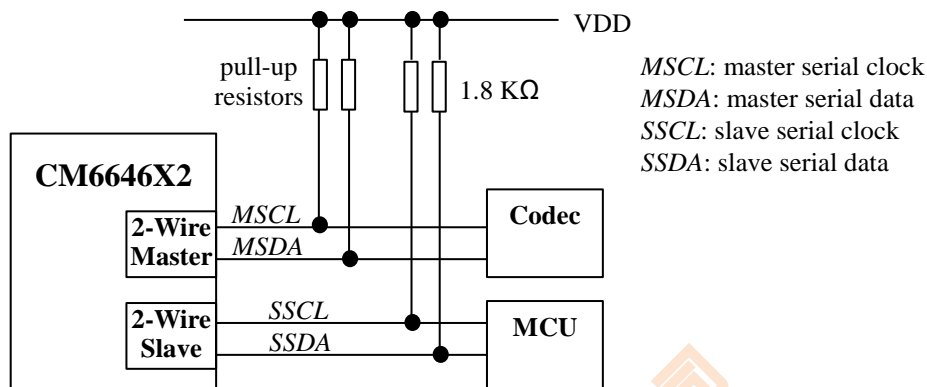 VDD
pull-up
resistors
1.8 KΩ
MSCL: master serial clock
MSDA: master serial data
SSCL: slave serial clock
SSDA: slave serial data
CM6646X2
2-Wire
Master
MSCL
MSDA
Codec
2-Wire
Slave
SSCL
SSDA
MCU